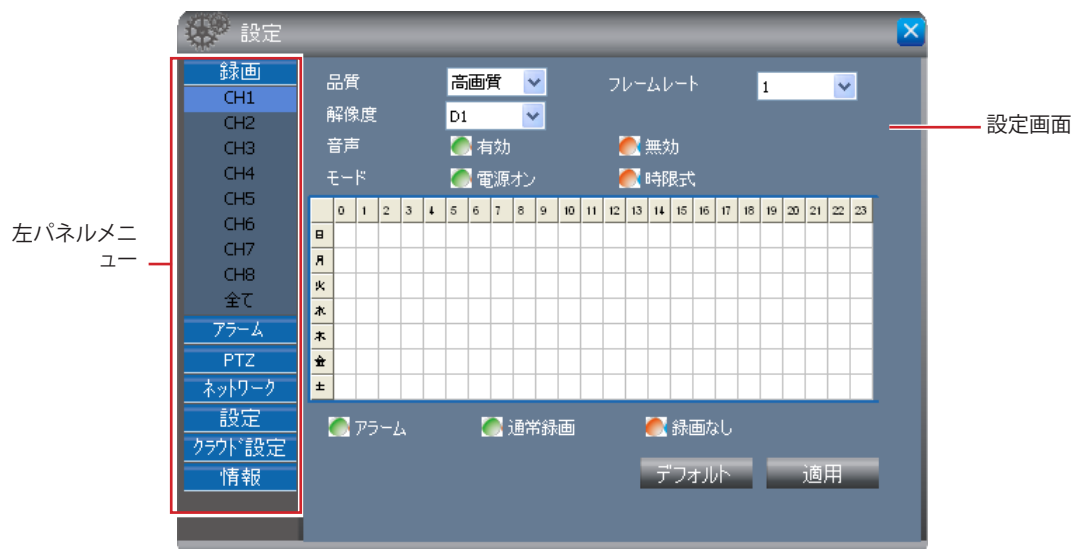 設定
録画
CH1
CH2
CH3
CH4
CH5
CH6
CH7
CH8
全て
アラーム
PTZ
ネットワーク
設定
クラウド設定
情報
品質 高画質 フレームレート 1
解像度 D1
音声 有効 無効
モード 電源オン 時限式
0 1 2 3 4 5 6 7 8 9 10 11 12 13 14 15 16 17 18 19 20 21 22 23
日
月
火
水
木
金
土
アラーム 通常録画 録画なし
デフォルト 適用
左パネルメニ
ュー
設定画面